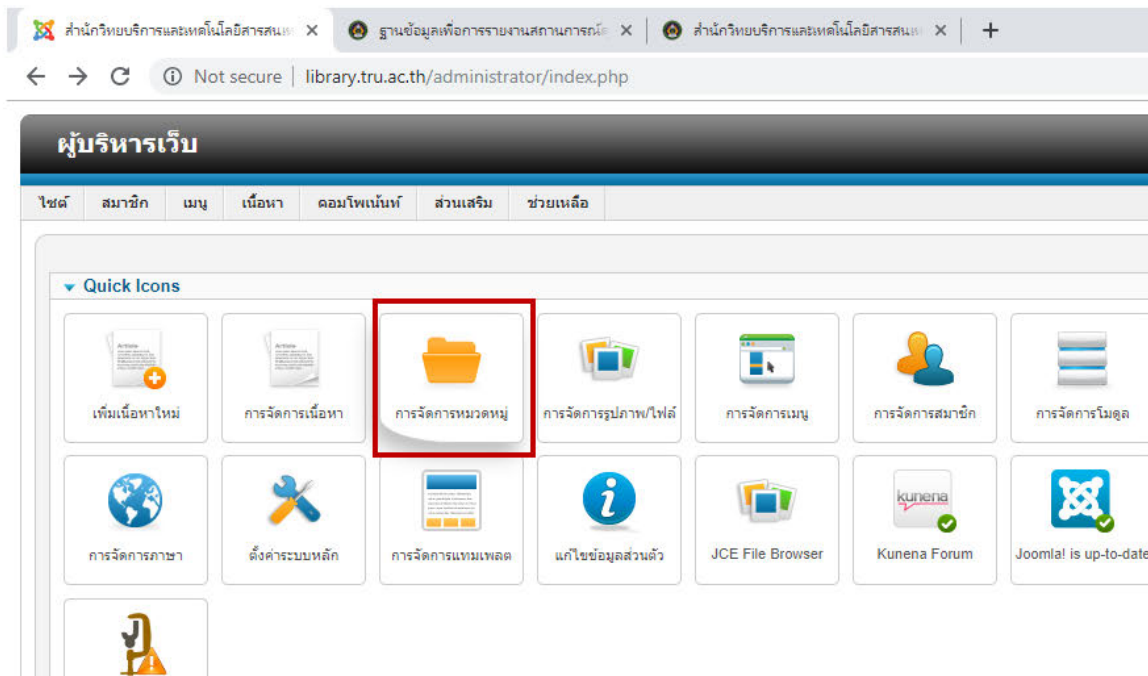 สำนักวิทยบริการและเทคโนโลยีสารสน
ฐานข้อมูลเพื่อการรายงานสถานการณ์
สำนักวิทยบริการและเทคโนโลยีสารสน
Not secure
library.tru.ac.th/administrator/index.php
ผู้บริหารเว็บ
ไซต์ สมาชิก เมนู เนื้อหา คอมโพเน้นท์ ส่วนเสริม ช่วยเหลือ
Quick Icons
เพิ่มเนื้อหาใหม่ การจัดการเนื้อหา การจัดการหมวดหมู่ การจัดการรูปภาพ/ไฟล์ การจัดการเมนู การจัดการสมาชิก การจัดการโมดูล
kunena
การจัดการภาษา ตั้งค่าระบบหลัก การจัดการแทมเพลต แก้ไขข้อมูลส่วนตัว JCE File Browser Kunena Forum Joomla! is up-to-date